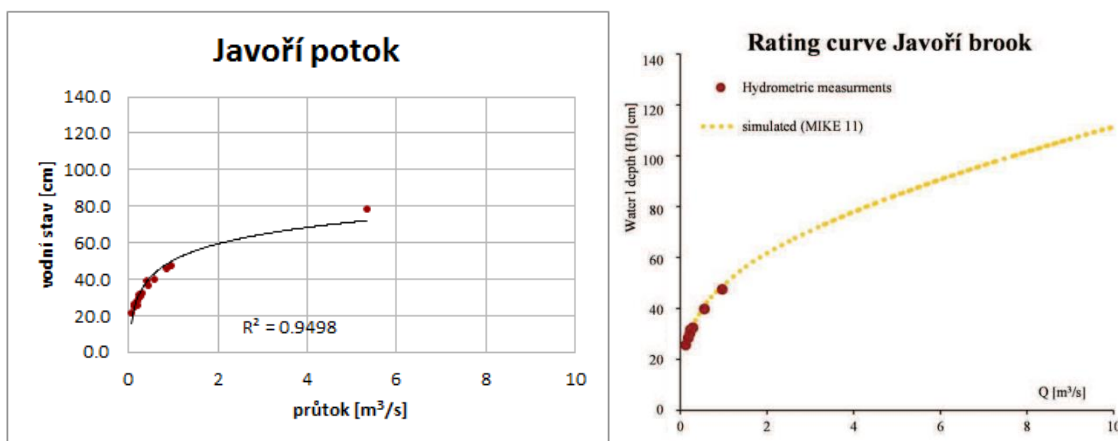 Javoří potok
140.0
120.0
100.0
80.0
60.0
40.0
20.0
0.0
vodní stav [cm]
R² = 0.9498
0 2 4 6 8 10
průtok [m³/s]
Rating curve Javoří brook
140
120
100
80
60
40
20
0
Water l depth (H) [cm]
Hydrometric measurments
simulated (MIKE 11)
Q [m³/s]
0 2 4 6 8 10